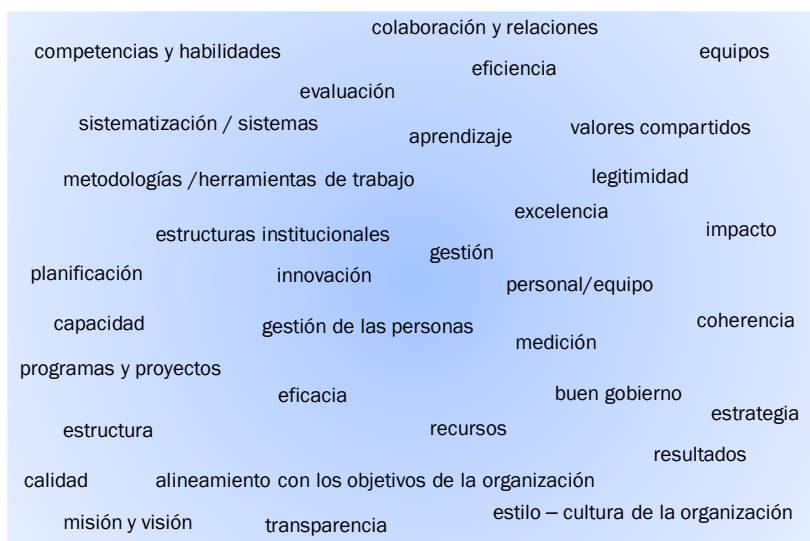 colaboración y relaciones
competencias y habilidades
equipos
eficiencia
evaluación
sistematización / sistemas
aprendizaje
valores compartidos
metodologías /herramientas de trabajo
legitimidad
excelencia
impacto
estructuras institucionales
gestión
planificación
innovación
personal/equipo
capacidad
gestión de las personas
coherencia
medición
programas y proyectos
eficacia
buen gobierno
estrategia
estructura
recursos
resultados
calidad
alineamiento con los objetivos de la organización
misión y visión
transparencia
estilo – cultura de la organización